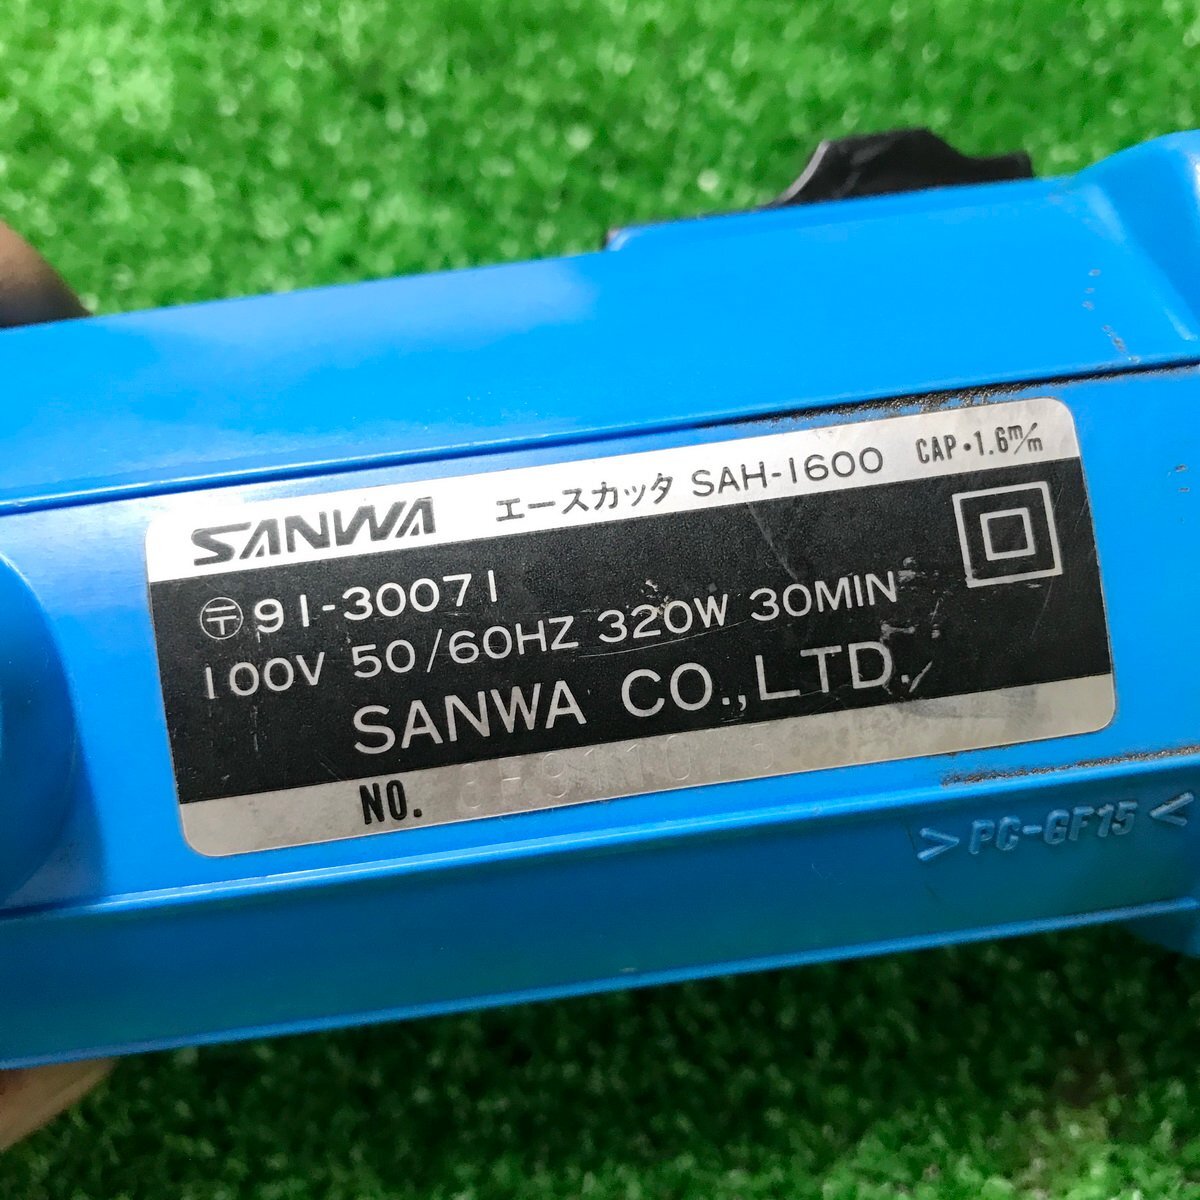 SANWA エースカッタ SAH-1600 CAP・1.6m/m
〶91-30071
100V 50/60HZ 320W 30MIN
SANWA CO.,LTD.
NO.
>PC-GF15<